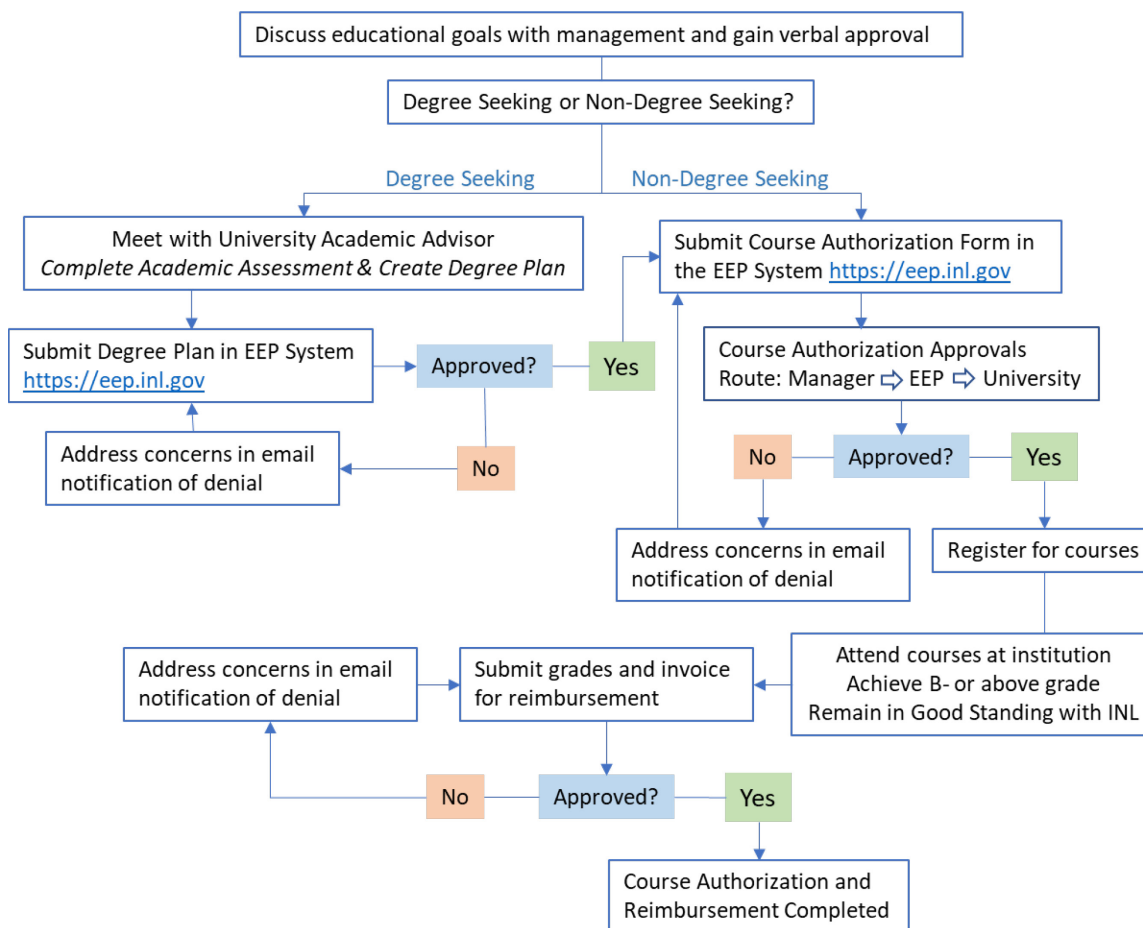 Discuss educational goals with management and gain verbal approval
Degree Seeking or Non-Degree Seeking?
Degree Seeking
Non-Degree Seeking
Meet with University Academic Advisor
Complete Academic Assessment & Create Degree Plan
Submit Course Authorization Form in
the EEP System https://eep.inl.gov
Submit Degree Plan in EEP System
https://eep.inl.gov
Approved?
Yes
Course Authorization Approvals
Route: Manager ⇨ EEP ⇨ University
Address concerns in email
notification of denial
No
No
Approved?
Yes
Address concerns in email
notification of denial
Register for courses
Address concerns in email
notification of denial
Submit grades and invoice
for reimbursement
Attend courses at institution
Achieve B- or above grade
Remain in Good Standing with INL
No
Approved?
Yes
Course Authorization and
Reimbursement Completed